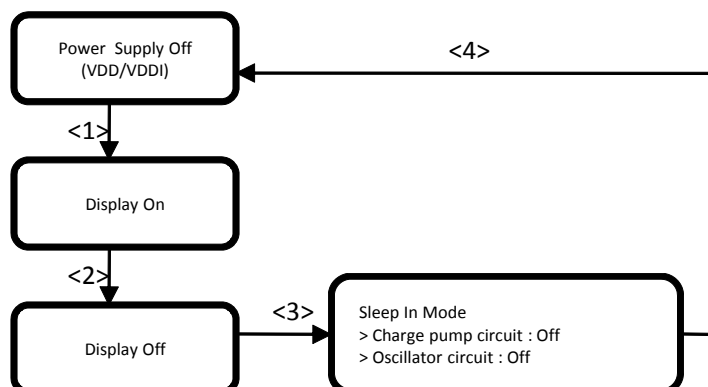 Power  Supply Off
(VDD/VDDI)
<4>
<1>
Display On
<2>
Display Off
<3>
Sleep In Mode
> Charge pump circuit : Off
> Oscillator circuit : Off